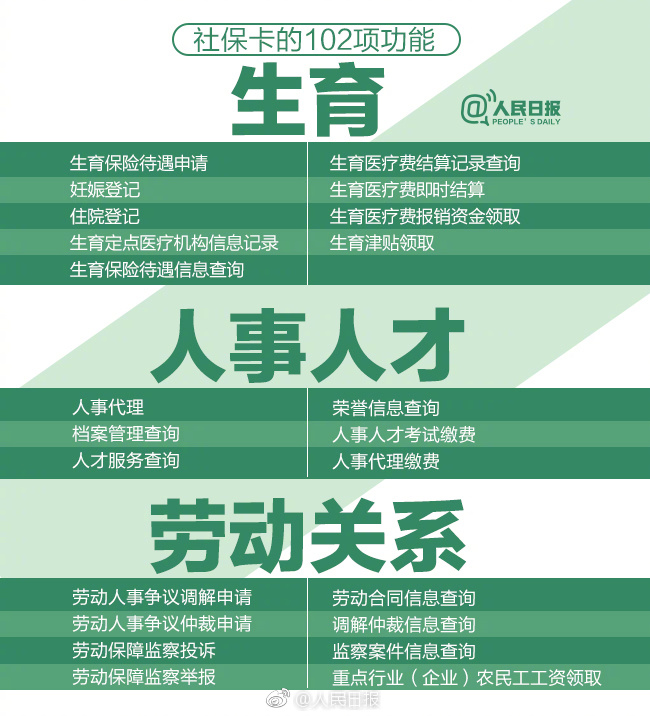 社保卡的102项功能
生育
@人民日报
PEOPLE'S DAILY
生育保险待遇申请
生育医疗费结算记录查询
妊娠登记
生育医疗费即时结算
住院登记
生育医疗费报销资金领取
生育定点医疗机构信息记录
生育津贴领取
生育保险待遇信息查询
人事人才
人事代理
荣誉信息查询
档案管理查询
人事人才考试缴费
人才服务查询
人事代理缴费
劳动关系
劳动人事争议调解申请
劳动合同信息查询
劳动人事争议仲裁申请
调解仲裁信息查询
劳动保障监察投诉
监察案件信息查询
劳动保障监察举报
重点行业（企业）农民工工资领取
@人民日报